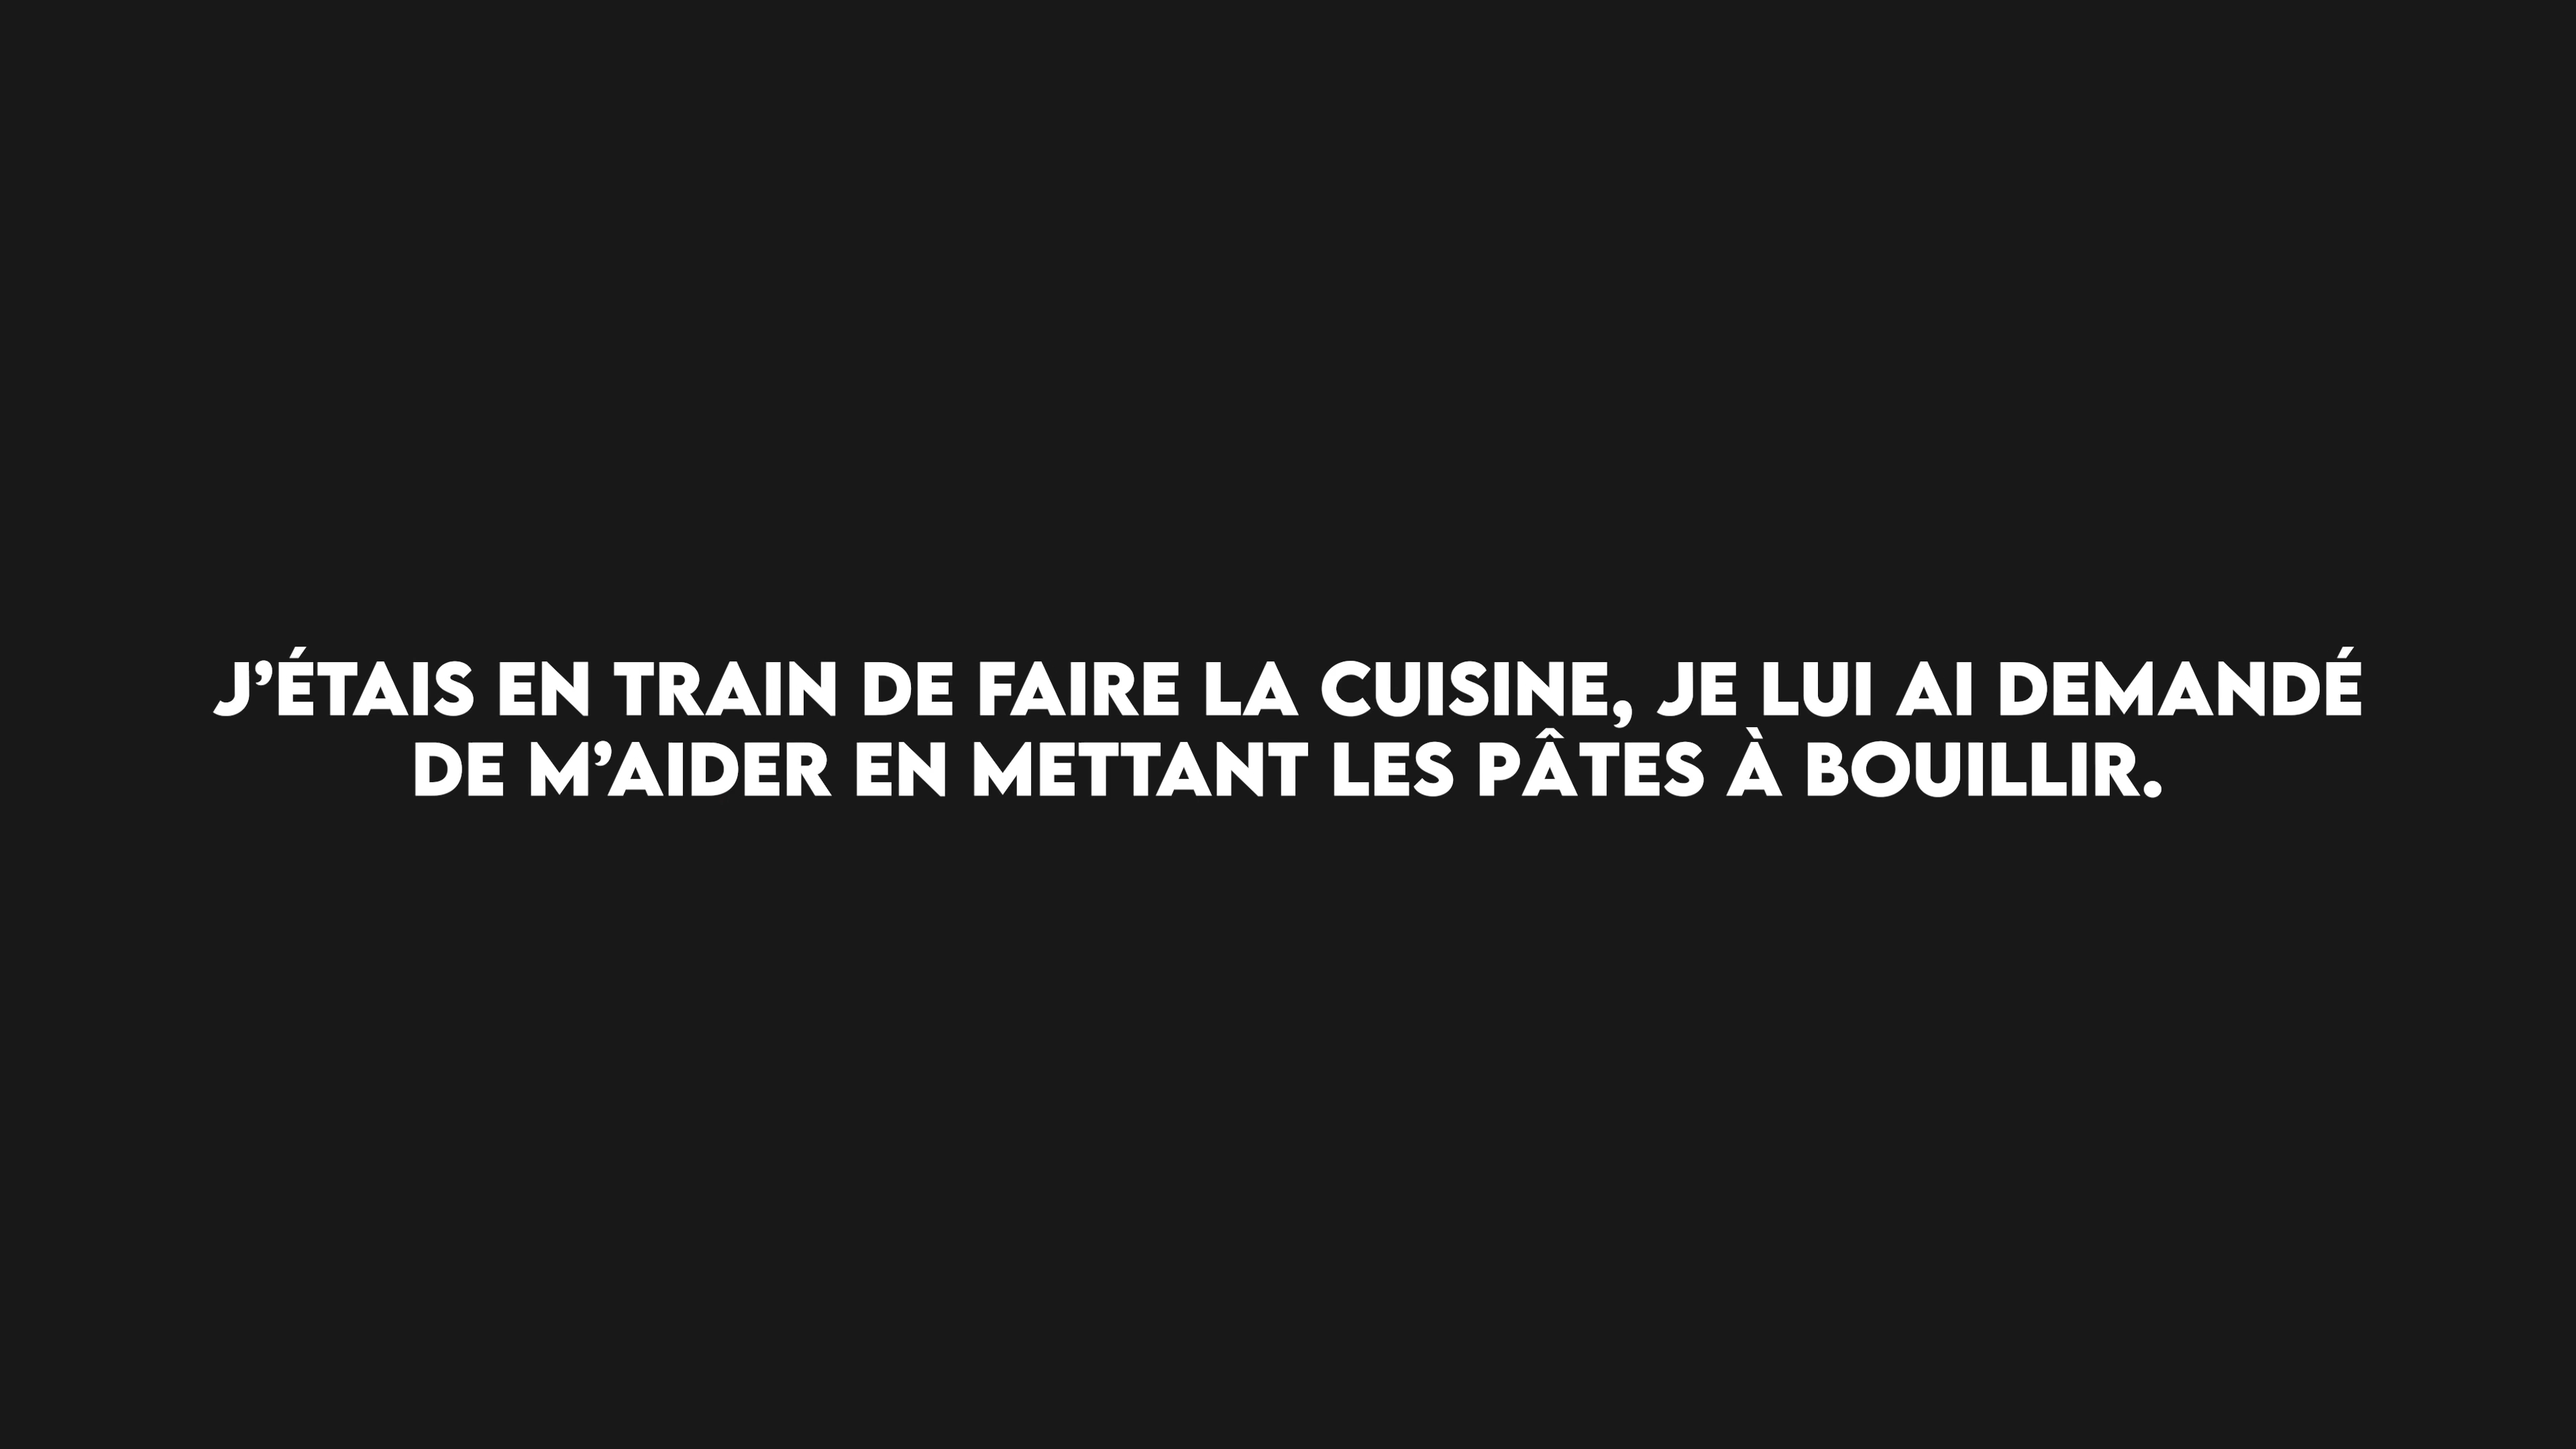 J’ÉTAIS EN TRAIN DE FAIRE LA CUISINE, JE LUI AI DEMANDÉ
DE M’AIDER EN METTANT LES PÂTES À BOUILLIR.